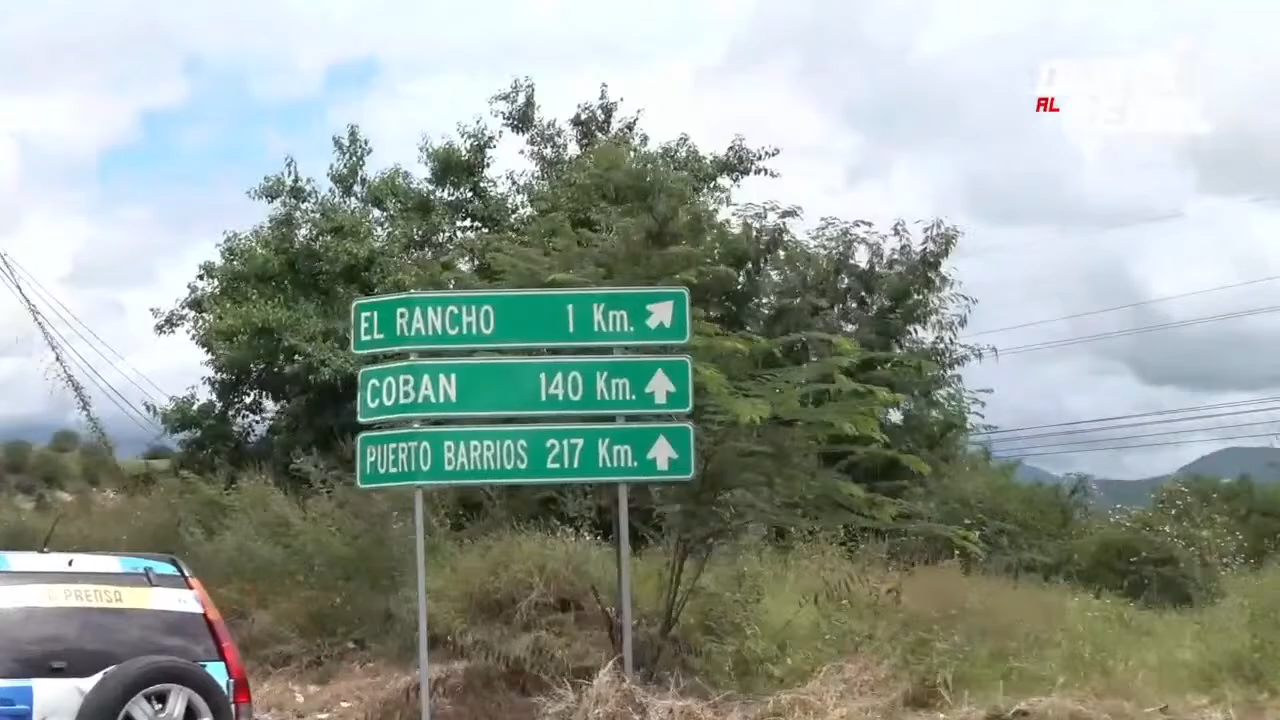 AL
EL RANCHO 1 Km.
COBAN 140 Km.
PUERTO BARRIOS 217 Km.
PRENSA